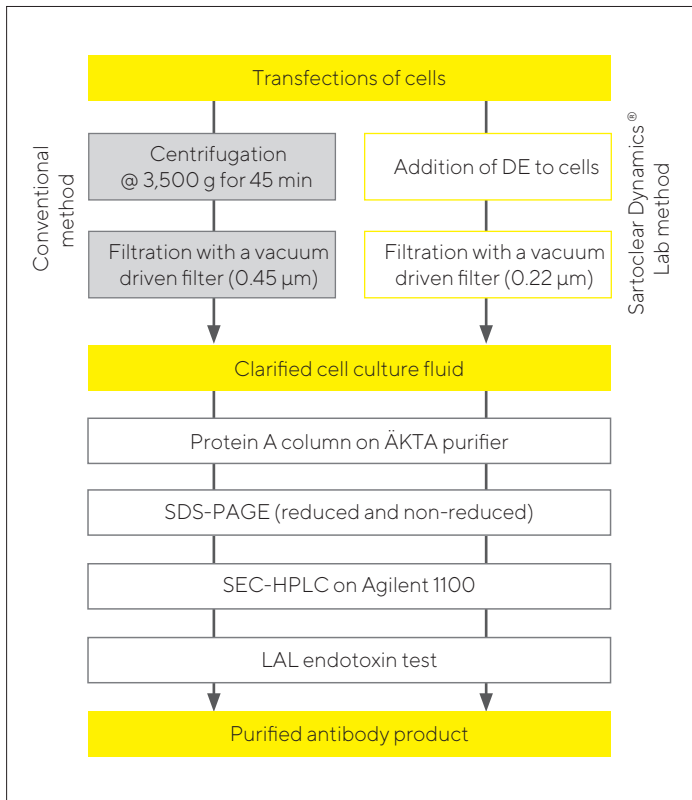 Transfections of cells
Conventional
method
Centrifugation
@ 3,500 g for 45 min
Filtration with a vacuum
driven filter (0.45 µm)
Addition of DE to cells
Filtration with a vacuum
driven filter (0.22 µm)
Sartoclear Dynamics®
Lab method
Clarified cell culture fluid
Protein A column on ÄKTA purifier
SDS-PAGE (reduced and non-reduced)
SEC-HPLC on Agilent 1100
LAL endotoxin test
Purified antibody product